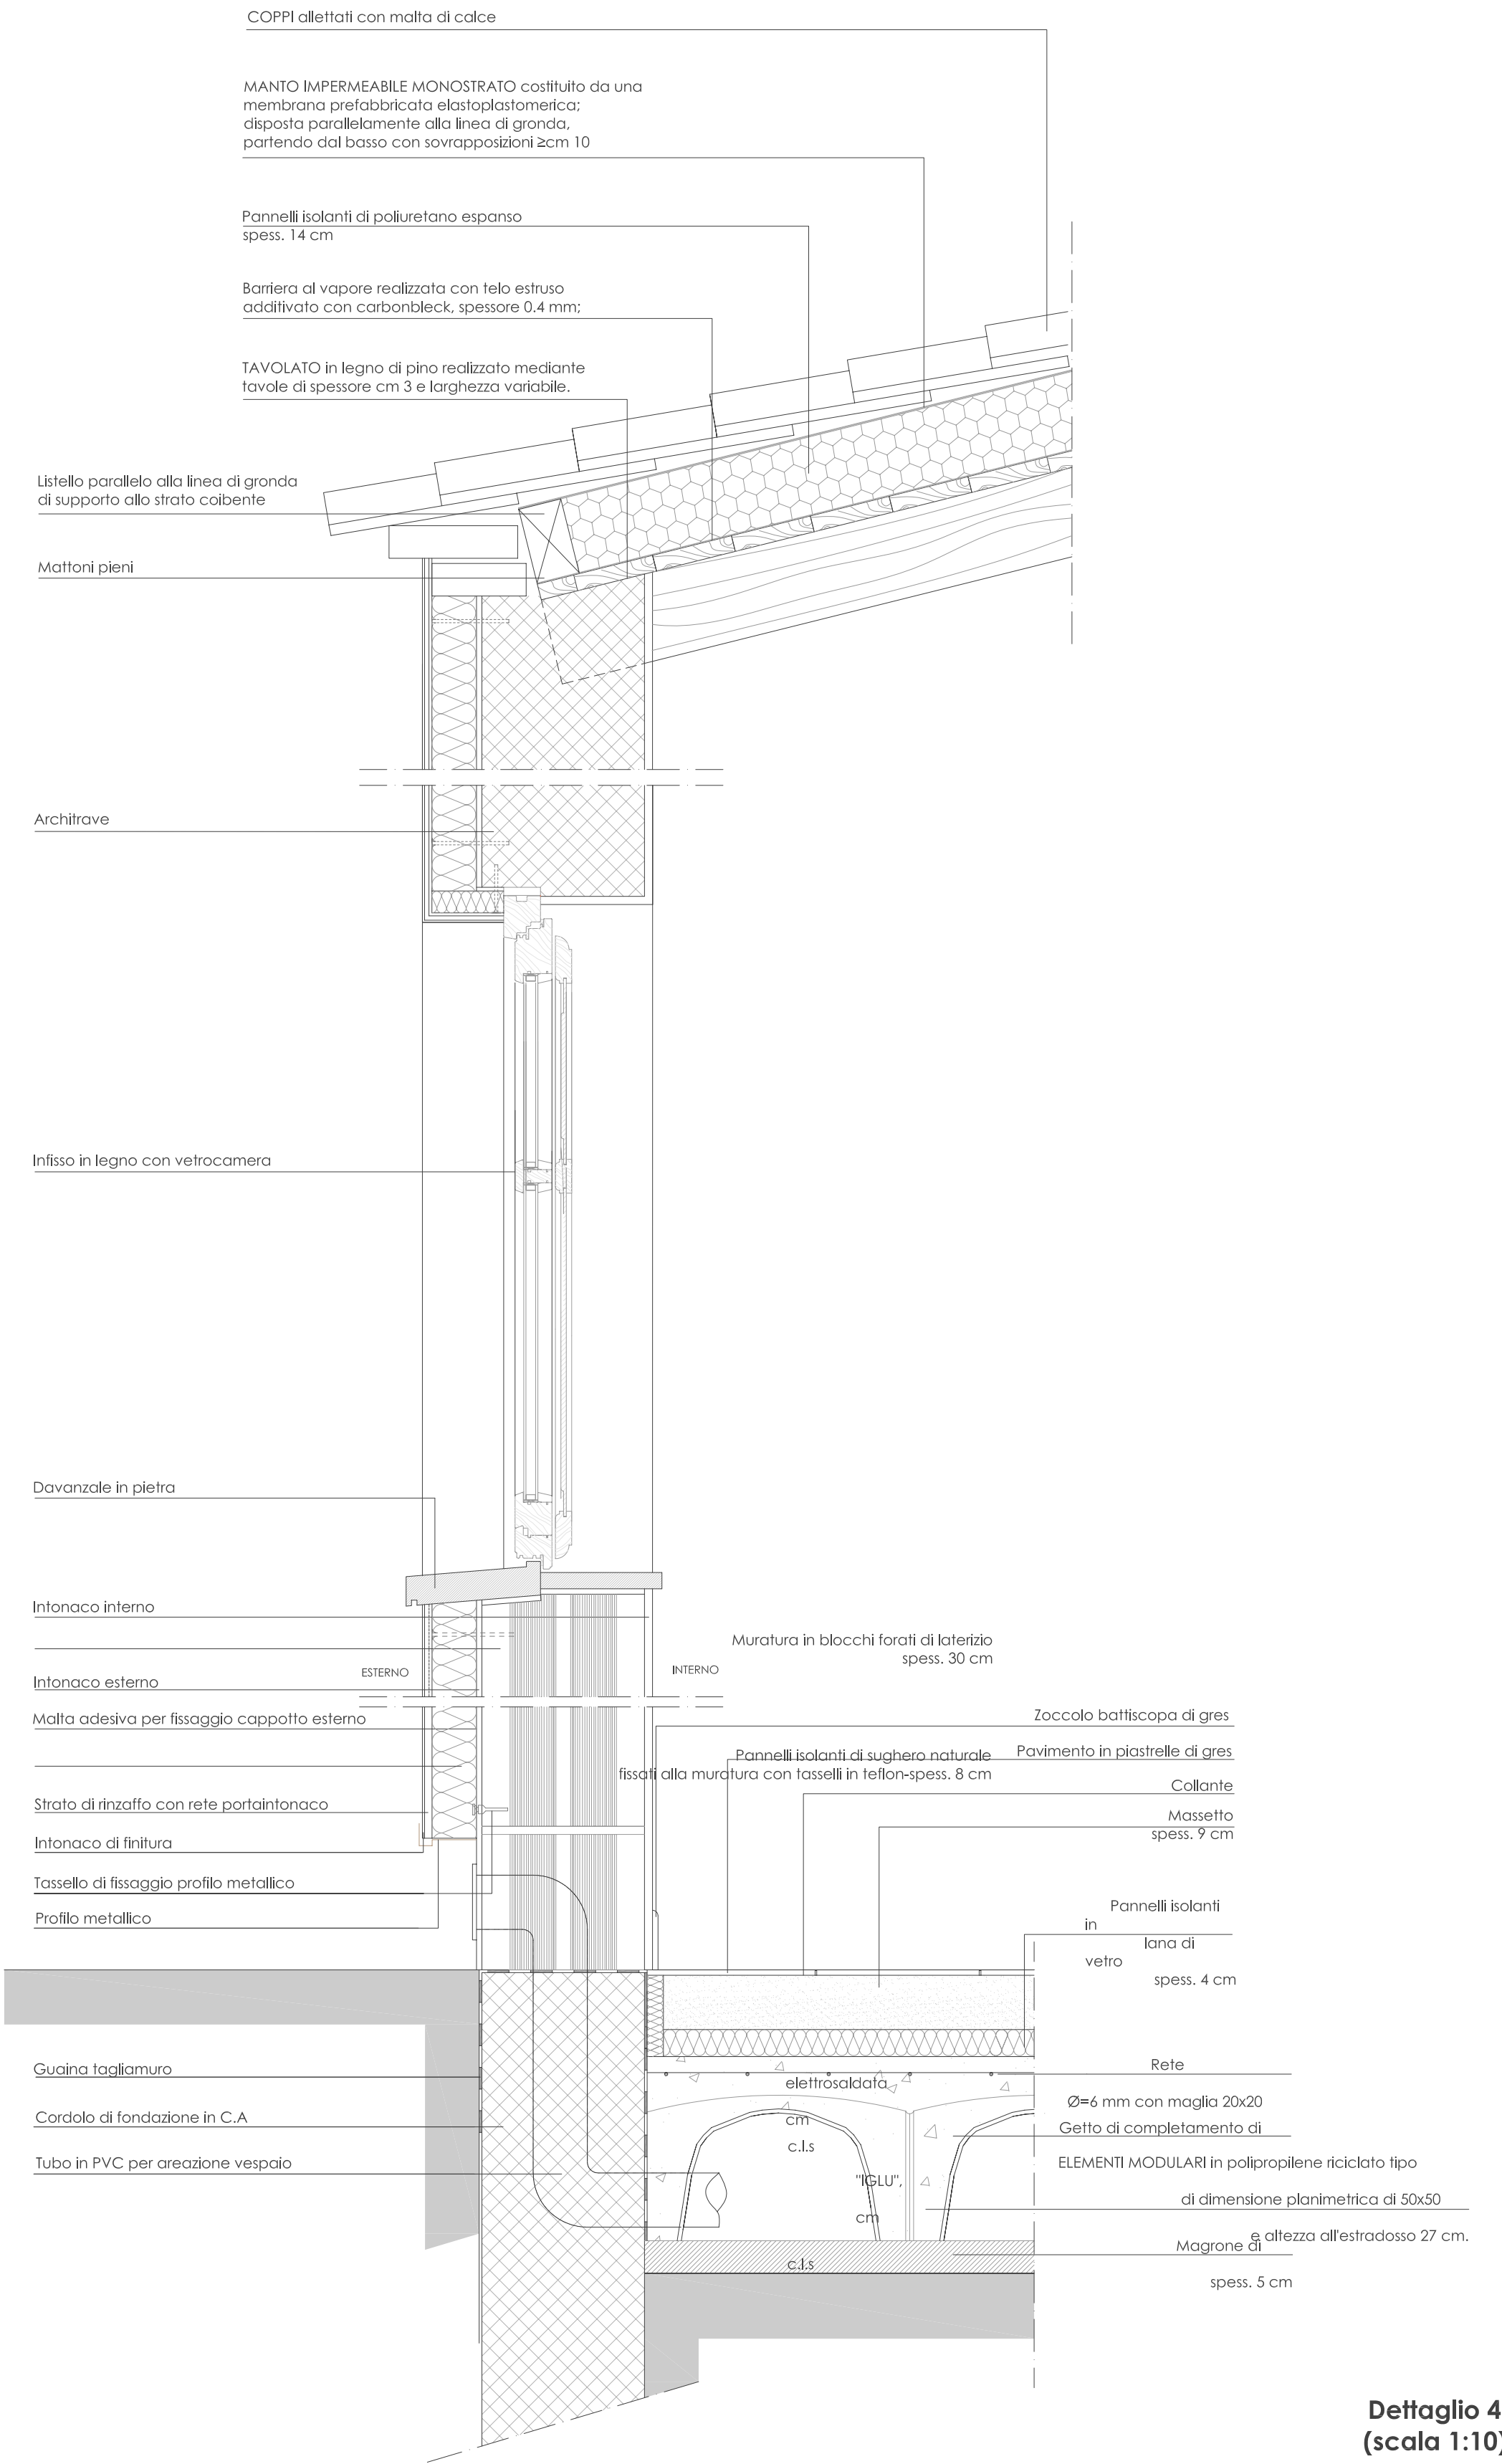 COPPI allettati con malta di calce
MANTO IMPERMEABILE MONOSTRATO costituito da una
membrana prefabbricata elastoplastomerica;
disposta parallelamente alla linea di gronda,
partendo dal basso con sovrapposizioni ≥cm 10
Pannelli isolanti di poliuretano espanso
spess. 14 cm
Barriera al vapore realizzata con telo estruso
additivato con carbonbleck, spessore 0.4 mm;
TAVOLATO in legno di pino realizzato mediante
tavole di spessore cm 3 e larghezza variabile.
Listello parallelo alla linea di gronda
di supporto allo strato coibente
Mattoni pieni
Architrave
Infisso in legno con vetrocamera
Davanzale in pietra
Intonaco interno
Muratura in blocchi forati di laterizio
spess. 30 cm
ESTERNO
INTERNO
Intonaco esterno
Malta adesiva per fissaggio cappotto esterno
Zoccolo battiscopa di gres
Pannelli isolanti di sughero naturale
fissati alla muratura con tasselli in teflon-spess. 8 cm
Pavimento in piastrelle di gres
Collante
Strato di rinzaffo con rete portaintonaco
Massetto
spess. 9 cm
Intonaco di finitura
Tassello di fissaggio profilo metallico
Profilo metallico
Pannelli isolanti
in
lana di
vetro
spess. 4 cm
Guaina tagliamuro
Rete
elettrosaldata
Ø=6 mm con maglia 20x20
cm
Cordolo di fondazione in C.A
Getto di completamento di
c.l.s
Tubo in PVC per areazione vespaio
ELEMENTI MODULARI in polipropilene riciclato tipo
"IGLU",
di dimensione planimetrica di 50x50
cm
e altezza all'estradosso 27 cm.
Magrone di
c.l.s
spess. 5 cm
Dettaglio 4
(scala 1:10)